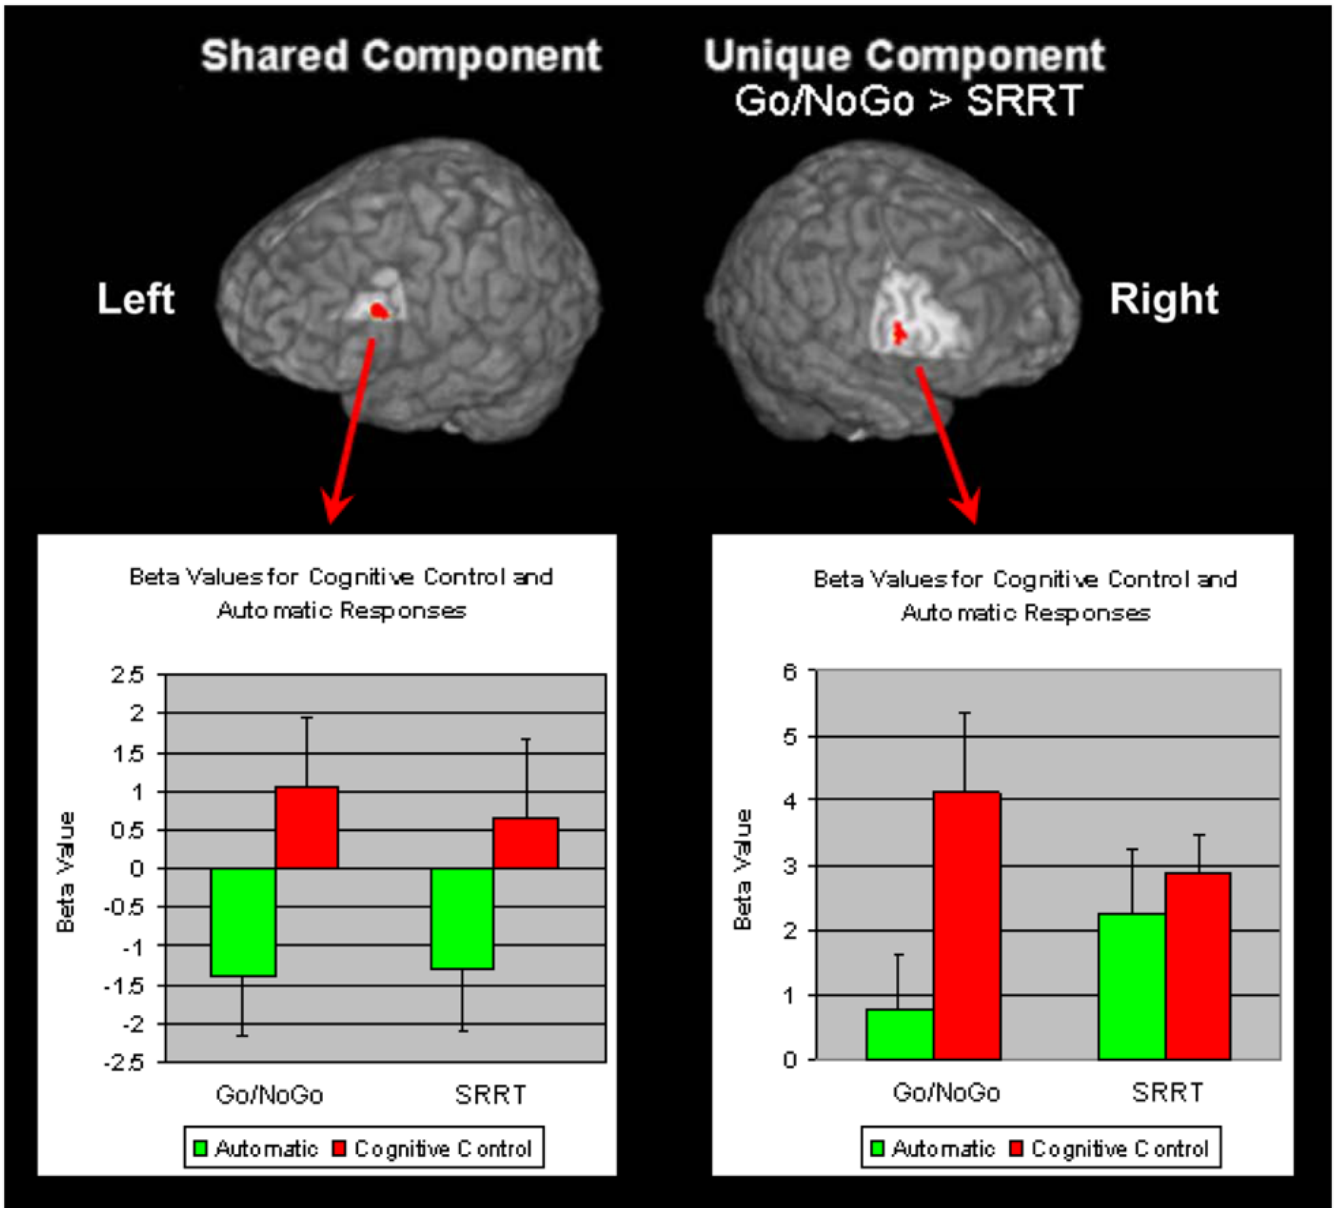 Shared Component
Unique Component
Go/NoGo > SRRT
Left
Right
Beta Values for Cognitive Control and
Automatic Responses
2.5
2
1.5
1
0.5
0
-0.5
-1
-1.5
-2
-2.5
Beta Value
Go/NoGo
SRRT
Automatic
Cognitive Control
Beta Values for Cognitive Control and
Automatic Responses
6
5
4
3
2
1
0
Beta Value
Go/NoGo
SRRT
Automatic
Cognitive Control